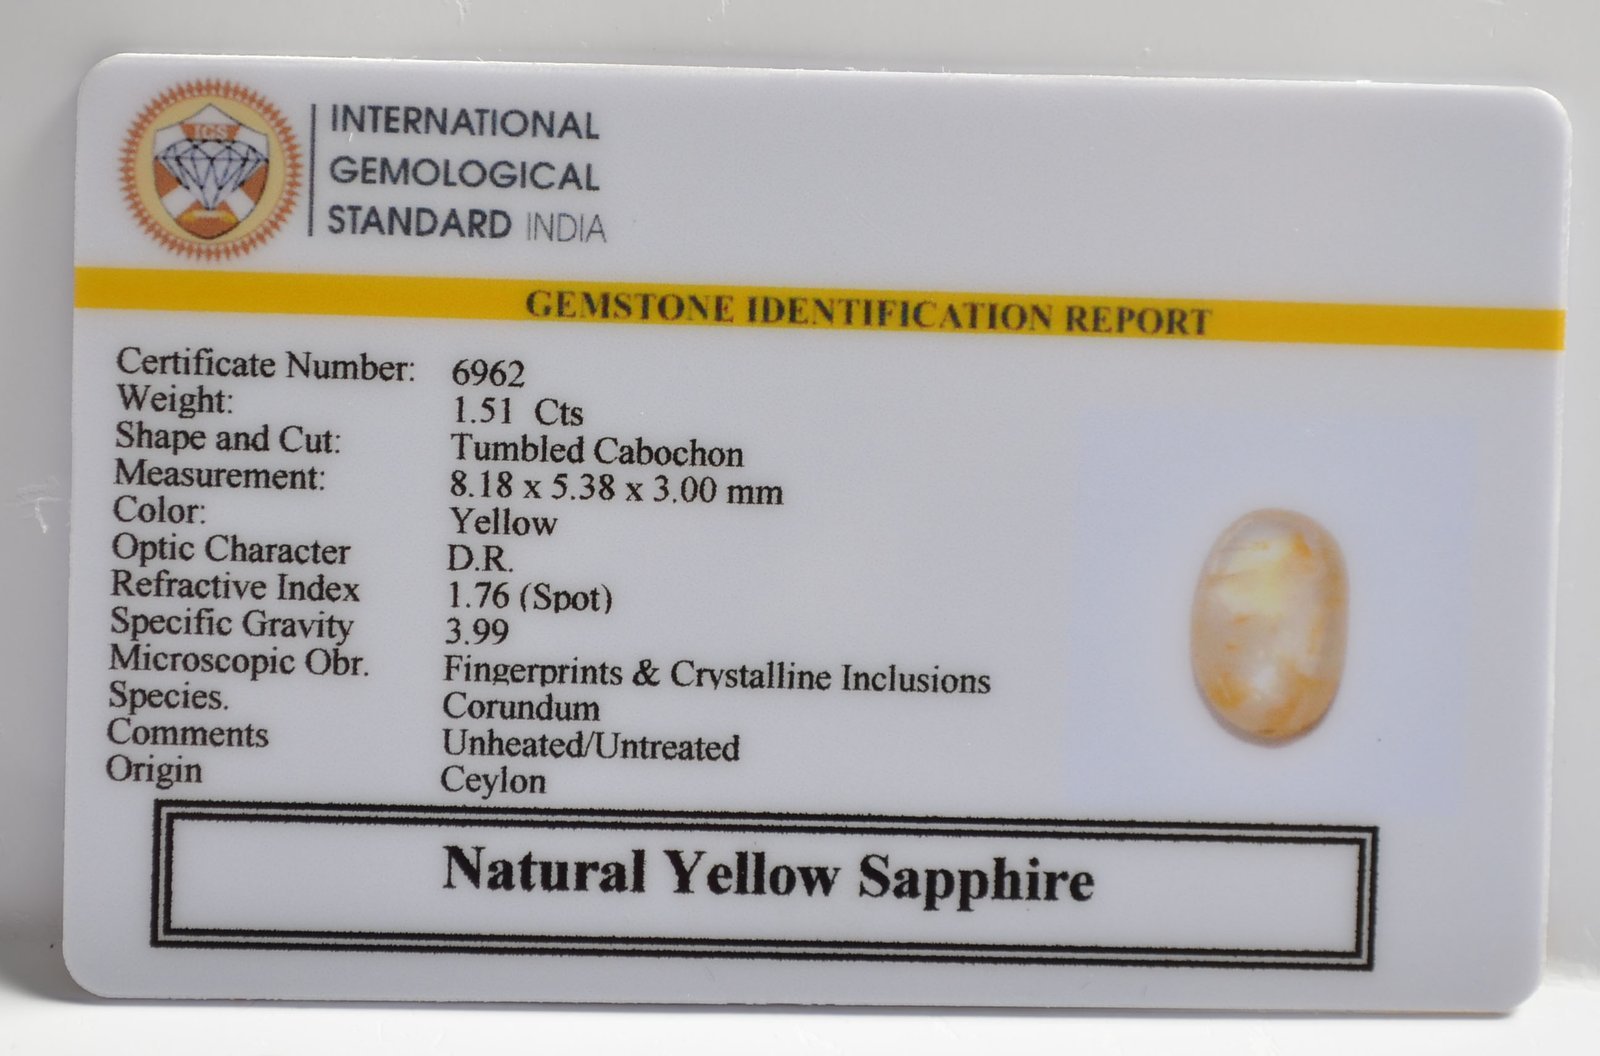 IGS
INTERNATIONAL
GEMOLOGICAL
STANDARD INDIA
GEMSTONE IDENTIFICATION REPORT
Certificate Number: 6962
Weight: 1.51 Cts
Shape and Cut: Tumbled Cabochon
Measurement: 8.18 x 5.38 x 3.00 mm
Color: Yellow
Optic Character D.R.
Refractive Index 1.76 (Spot)
Specific Gravity 3.99
Microscopic Obr. Fingerprints & Crystalline Inclusions
Species. Corundum
Comments Unheated/Untreated
Origin Ceylon
Natural Yellow Sapphire